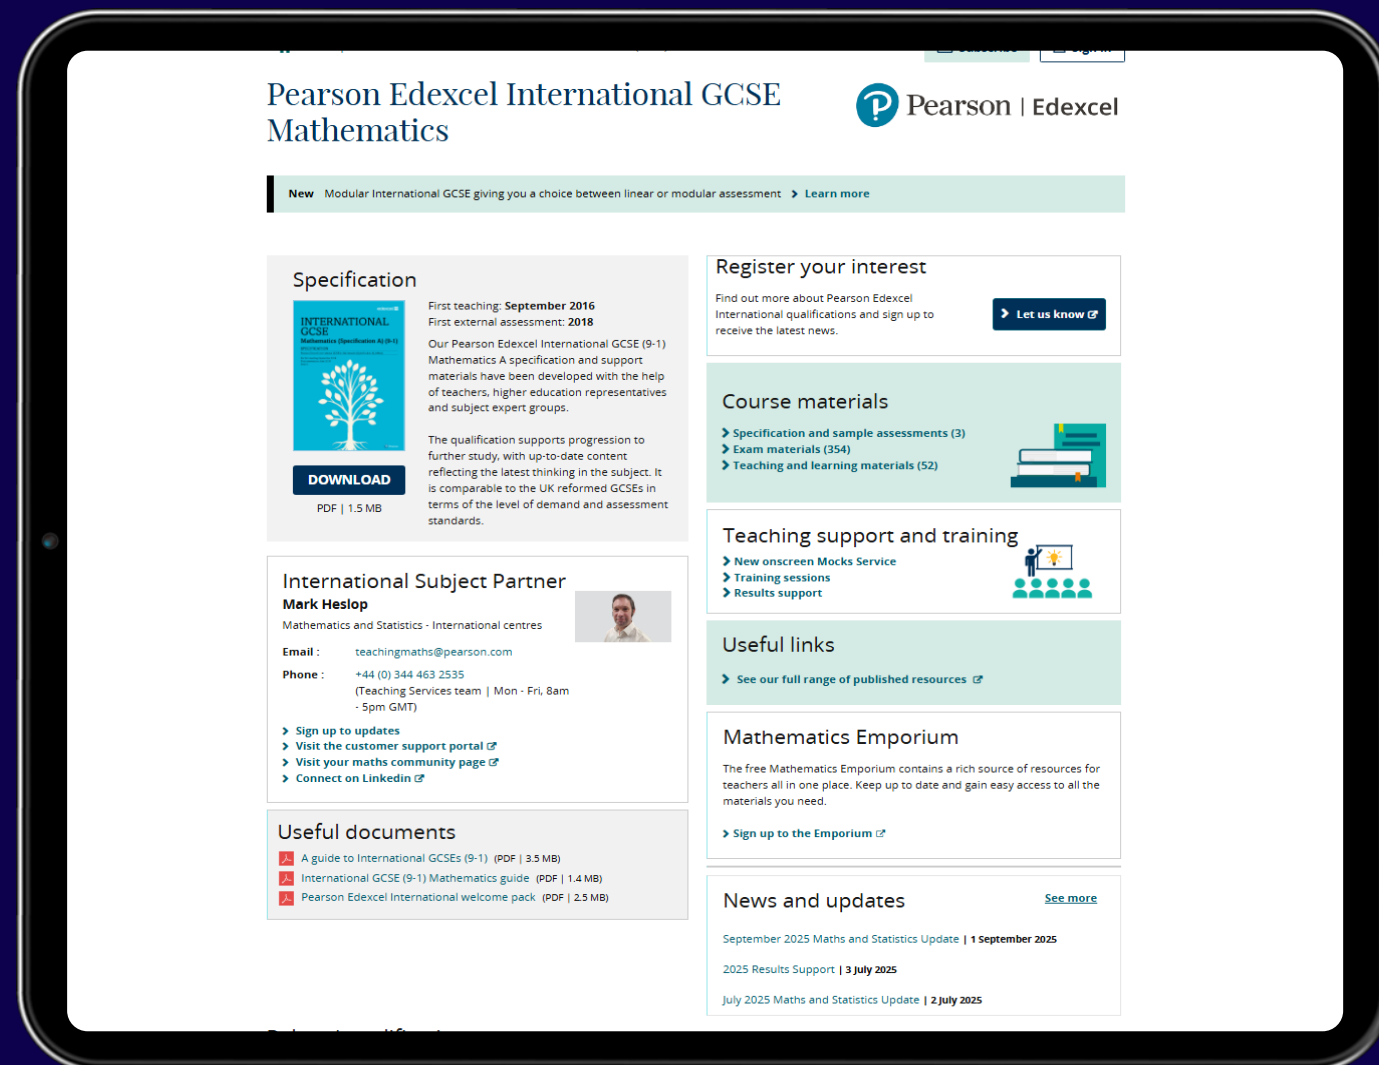 Pearson Edexcel International GCSE
Mathematics
Pearson | Edexcel
New Modular International GCSE giving you a choice between linear or modular assessment Learn more
Specification
INTERNATIONAL
GCSE
Mathematics (Specification A) (9-1)
DOWNLOAD
PDF | 1.5 MB
First teaching: September 2016
First external assessment: 2018
Our Pearson Edexcel International GCSE (9-1)
Mathematics A specification and support
materials have been developed with the help
of teachers, higher education representatives
and subject expert groups.
The qualification supports progression to
further study, with up-to-date content
reflecting the latest thinking in the subject. It
is comparable to the UK reformed GCSEs in
terms of the level of demand and assessment
standards.
International Subject Partner
Mark Heslop
Mathematics and Statistics - International centres
Email : teachingmaths@pearson.com
Phone : +44 (0) 344 463 2535
(Teaching Services team | Mon - Fri, 8am
- 5pm GMT)
Sign up to updates
Visit the customer support portal
Visit your maths community page
Connect on Linkedin
Useful documents
A guide to International GCSEs (9-1) (PDF | 3.5 MB)
International GCSE (9-1) Mathematics guide (PDF | 1.4 MB)
Pearson Edexcel International welcome pack (PDF | 2.5 MB)
Register your interest
Find out more about Pearson Edexcel
International qualifications and sign up to
receive the latest news.
Let us know
Course materials
Specification and sample assessments (3)
Exam materials (354)
Teaching and learning materials (52)
Teaching support and training
New onscreen Mocks Service
Training sessions
Results support
Useful links
See our full range of published resources
Mathematics Emporium
The free Mathematics Emporium contains a rich source of resources for
teachers all in one place. Keep up to date and gain easy access to all the
materials you need.
Sign up to the Emporium
News and updates
See more
September 2025 Maths and Statistics Update | 1 September 2025
2025 Results Support | 3 July 2025
July 2025 Maths and Statistics Update | 2 July 2025